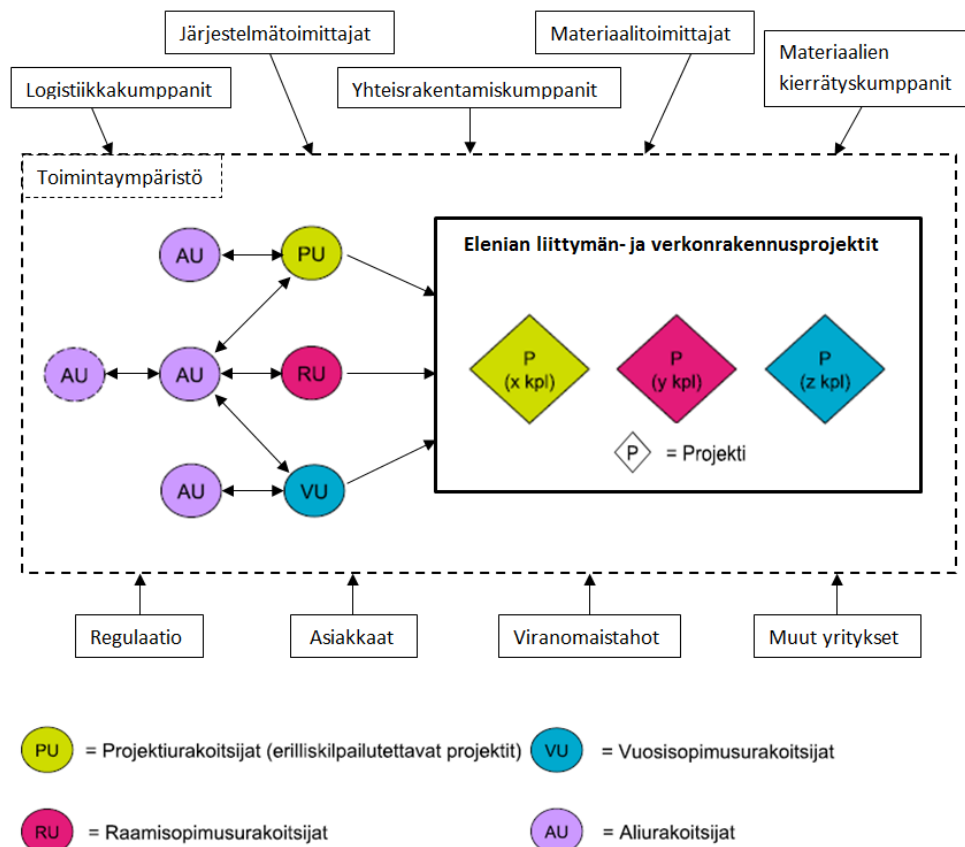 Järjestelmätoimittajat
Materiaalitoimittajat
Materiaalien
kierrätyskumppanit
Logistiikkakumppanit
Yhteisrakentamiskumppanit
Toimintaympäristö
Elenian liittymän- ja verkonrakennusprojektit
AU
PU
AU
AU
RU
P
(x kpl)
P
(y kpl)
P
(z kpl)
P = Projekti
AU
VU
Regulaatio
Asiakkaat
Viranomaistahot
Muut yritykset
PU = Projektiurakoitsijat (erilliskilpailutettavat projektit)
VU = Vuosisopimusurakoitsijat
RU = Raamisopimusurakoitsijat
AU = Aliurakoitsijat